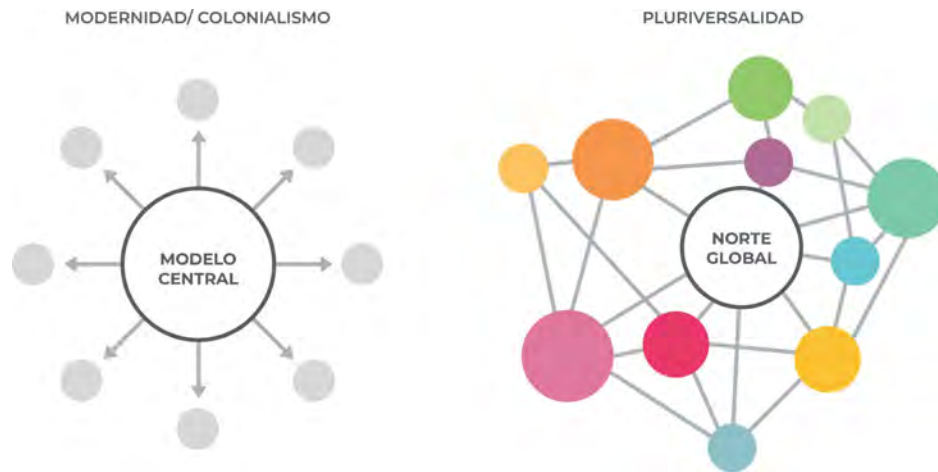 MODERNIDAD/ COLONIALISMO
MODELO
CENTRAL
PLURIVERSALIDAD
NORTE
GLOBAL